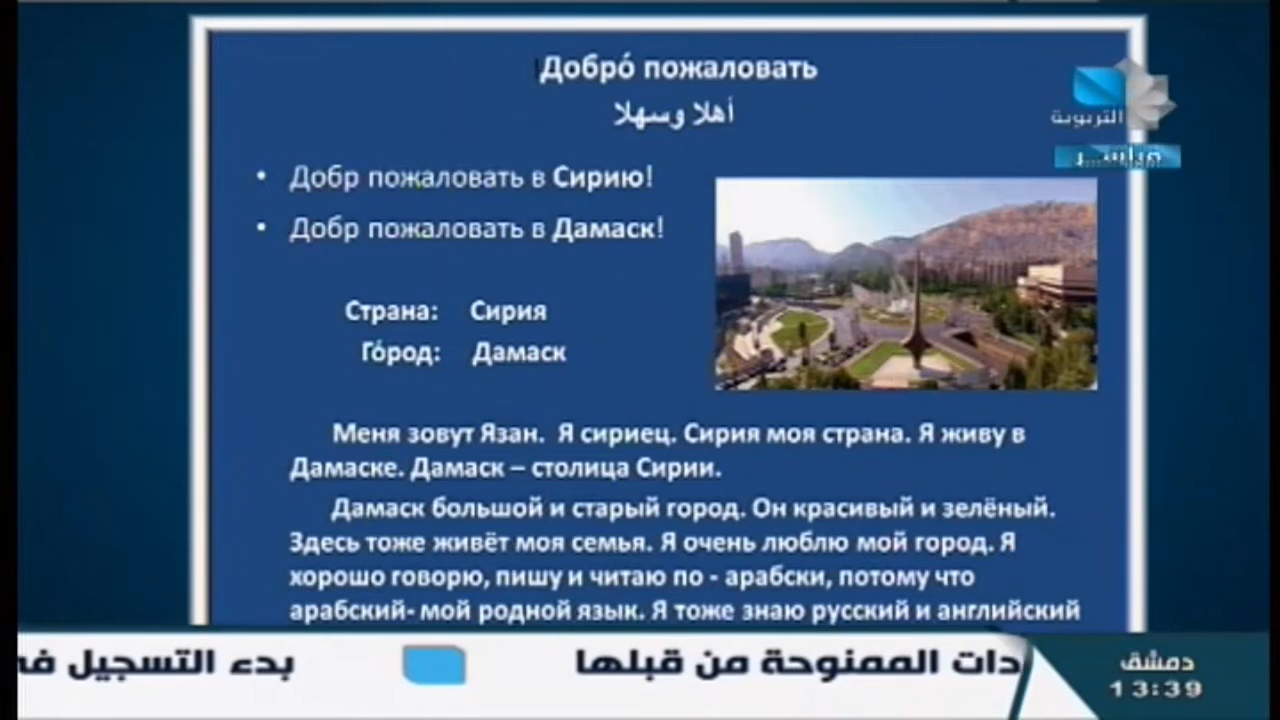 Добро́ пожаловать
أهلا وسهلا
التربوية
مباشر
• Добр пожаловать в Сирию!
• Добр пожаловать в Дамаск!
Страна: Сирия
Го́род: Дамаск
Меня зовут Язан. Я сириец. Сирия моя страна. Я живу в
Дамаске. Дамаск – столица Сирии.
Дамаск большой и старый город. Он красивый и зелёный.
Здесь тоже живёт моя семья. Я очень люблю мой город. Я
хорошо говорю, пишу и читаю по - арабски, потому что
арабский- мой родной язык. Я тоже знаю русский и английский
دات الممنوحة من قبلها
بدء التسجيل في
دمشق
13:39